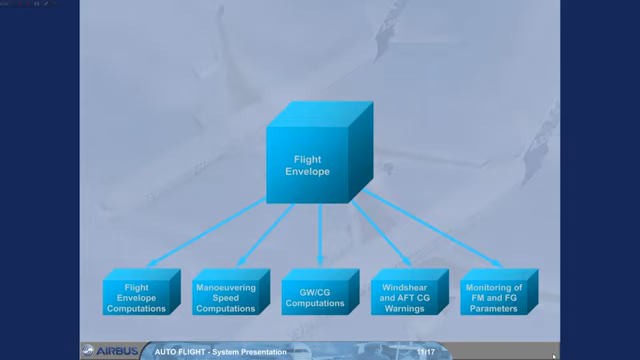 Flight
Envelope
Flight
Envelope
Computations
Manoeuvering
Speed
Computations
GW/CG
Computations
Windshear
and AFT CG
Warnings
Monitoring of
FM and FG
Parameters
AIRBUS
AUTO FLIGHT - System Presentation
11/17